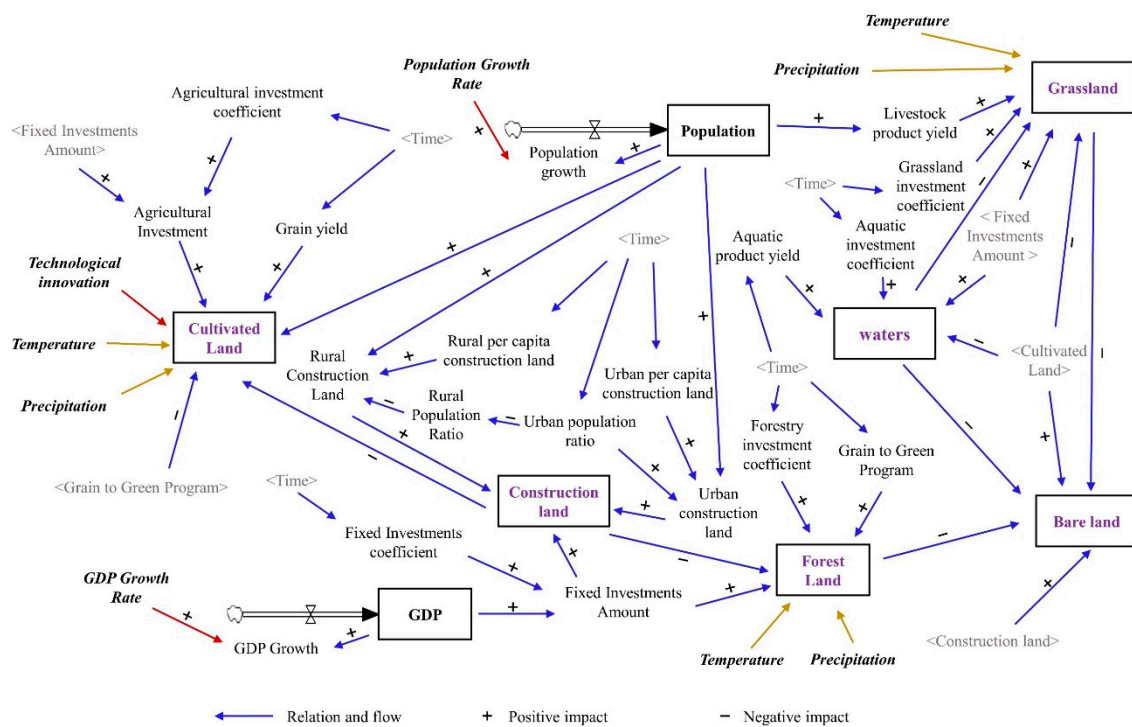 Temperature
Precipitation
Grassland
Population Growth
Rate
Agricultural investment
coefficient
<Fixed Investments
Amount>
<Time>
Population
Population
growth
Livestock
product yield
Grassland
investment
coefficient
<Time>
Agricultural
Investment
Grain yield
Aquatic
product yield
Aquatic
investment
coefficient
< Fixed
Investments
Amount >
<Time>
Technological
innovation
Cultivated
Land
Temperature
Precipitation
Rural
Construction
Land
Rural per capita
construction land
Urban per capita
construction land
waters
<Cultivated
Land>
<Time>
Rural
Population
Ratio
Urban population
ratio
Forestry
investment
coefficient
Grain to Green
Program
<Grain to Green Program>
<Time>
Construction
land
Urban
construction
land
Bare land
Fixed Investments
coefficient
Forest
Land
GDP Growth
Rate
GDP
Fixed Investments
Amount
GDP Growth
Temperature
Precipitation
<Construction land>
Relation and flow
+ Positive impact
− Negative impact